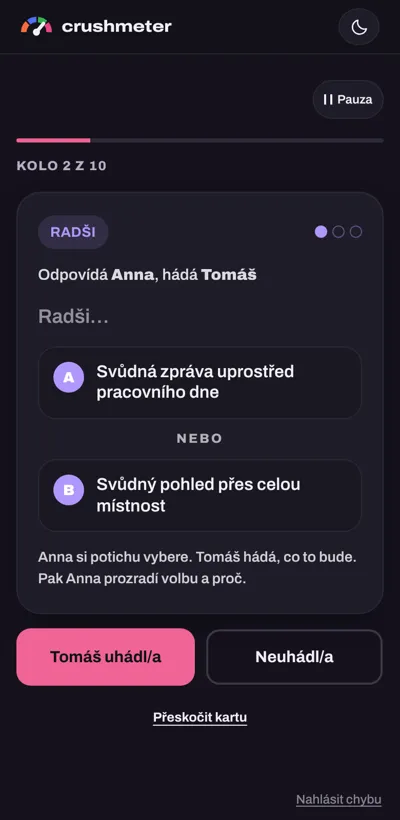 crushmeter
Pauza
KOLO 2 Z 10
RADŠI
Odpovídá Anna, hádá Tomáš
Radši...
A
Svůdná zpráva uprostřed
pracovního dne
NEBO
B
Svůdný pohled přes celou
místnost
Anna si potichu vybere. Tomáš hádá, co to bude.
Pak Anna prozradí volbu a proč.
Tomáš uhádl/a
Neuhádl/a
Přeskočit kartu
Nahlásit chybu